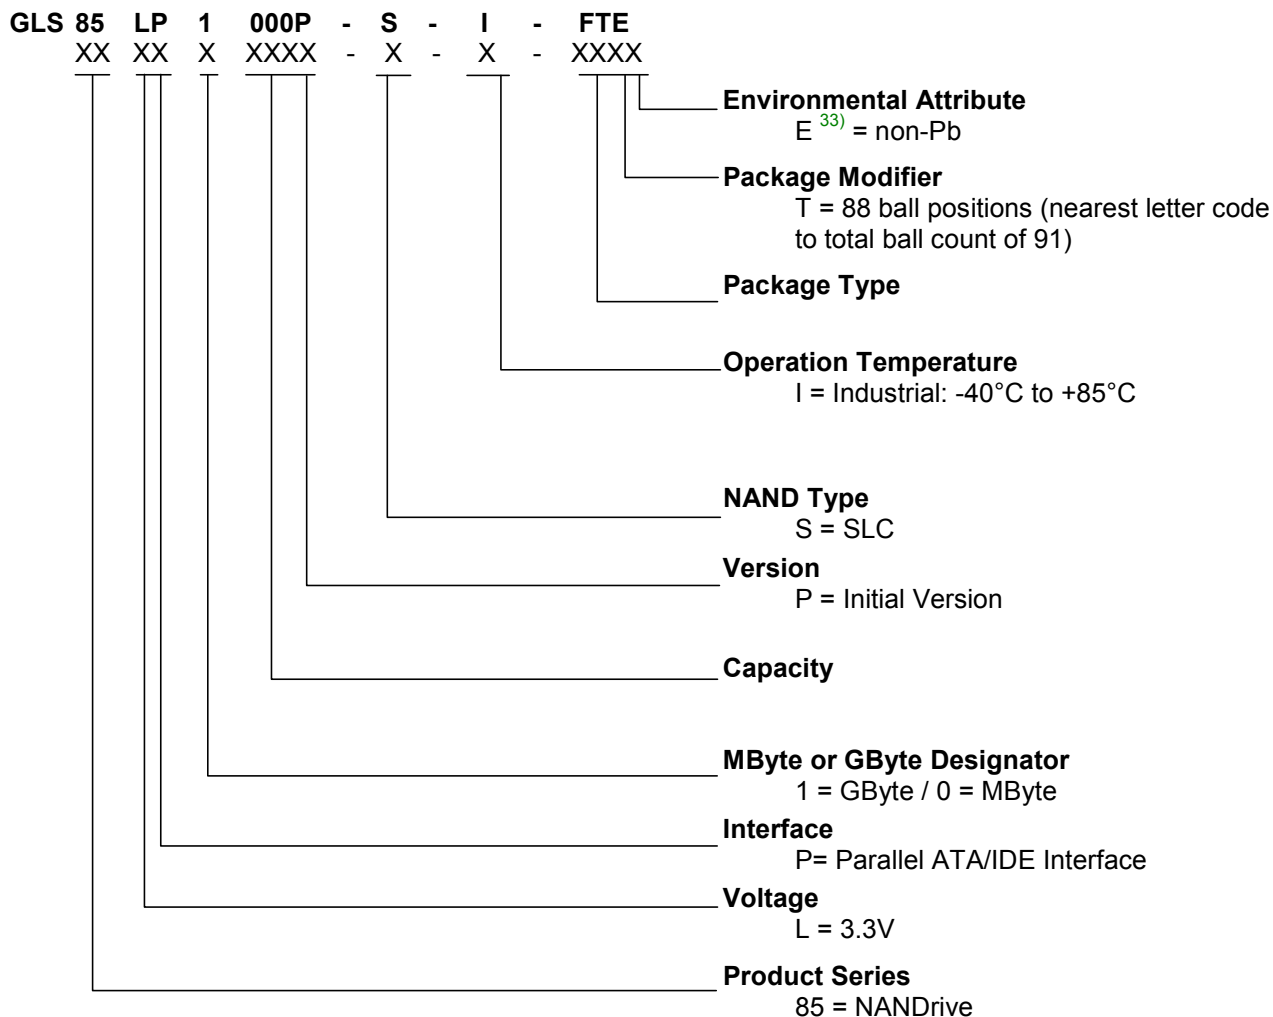 GLS 85 LP 1 000P - S - I - FTE
XX XX X XXXX - X - X - XXXX
Environmental Attribute
E 33) = non-Pb
Package Modifier
T = 88 ball positions (nearest letter code
to total ball count of 91)
Package Type
Operation Temperature
I = Industrial: -40°C to +85°C
NAND Type
S = SLC
Version
P = Initial Version
Capacity
MByte or GByte Designator
1 = GByte / 0 = MByte
Interface
P= Parallel ATA/IDE Interface
Voltage
L = 3.3V
Product Series
85 = NANDrive